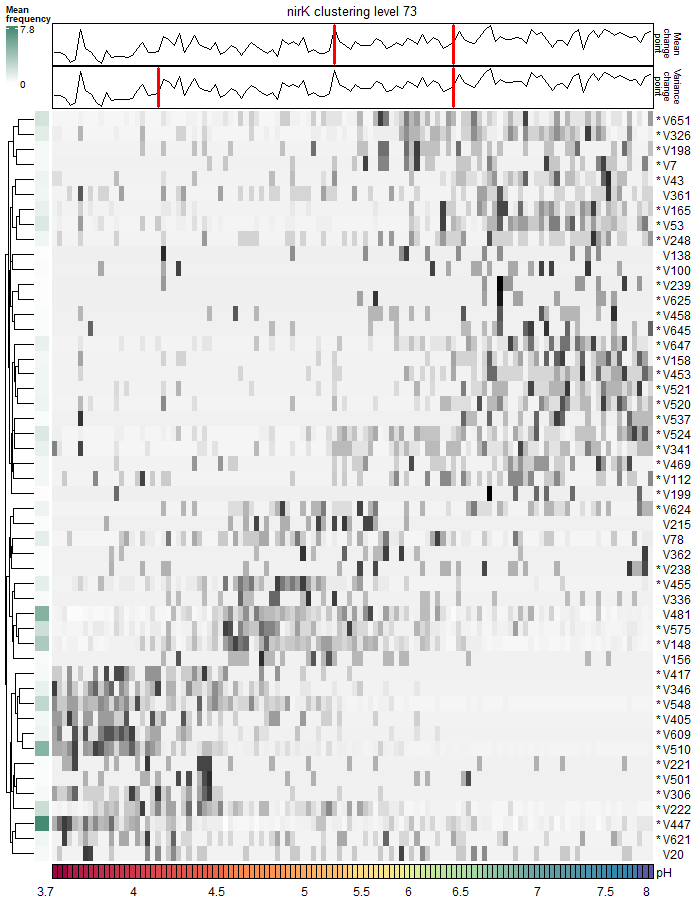 nirK clustering level 73
Mean
frequency
7.8
0
Mean
change
point
Variance
change
point
* V651
* V326
* V198
* V7
* V43
V361
* V165
* V53
* V248
V138
* V100
* V239
* V625
* V458
* V645
* V647
* V158
* V453
* V521
* V520
* V537
* V524
* V341
* V469
* V112
* V199
* V624
V215
V78
V362
* V238
* V455
V336
V481
* V575
* V148
V156
* V417
* V346
* V548
* V405
* V609
* V510
* V221
* V501
* V306
* V222
* V447
* V621
V20
pH
3.7 4 4.5 5 5.5 6 6.5 7 7.5 8